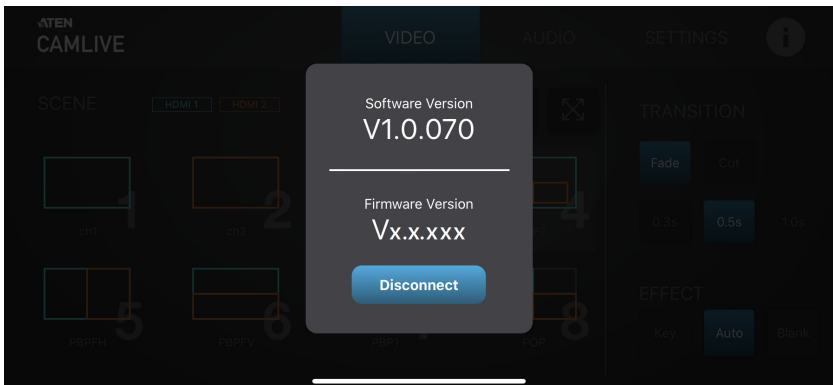 ATEN
CAMLIVE
VIDEO
AUDIO
SETTINGS
i
SCENE
HDMI 1
HDMI 2
TRANSITION
Software Version
V1.0.070
Fade
Cut
1
ch1
2
4
Firmware Version
Vx.x.xxx
0.3s
0.5s
1.0s
Disconnect
EFFECT
5
PBPFH
6
PBPFV
PBP1
8
POP
Key
Auto
Blank